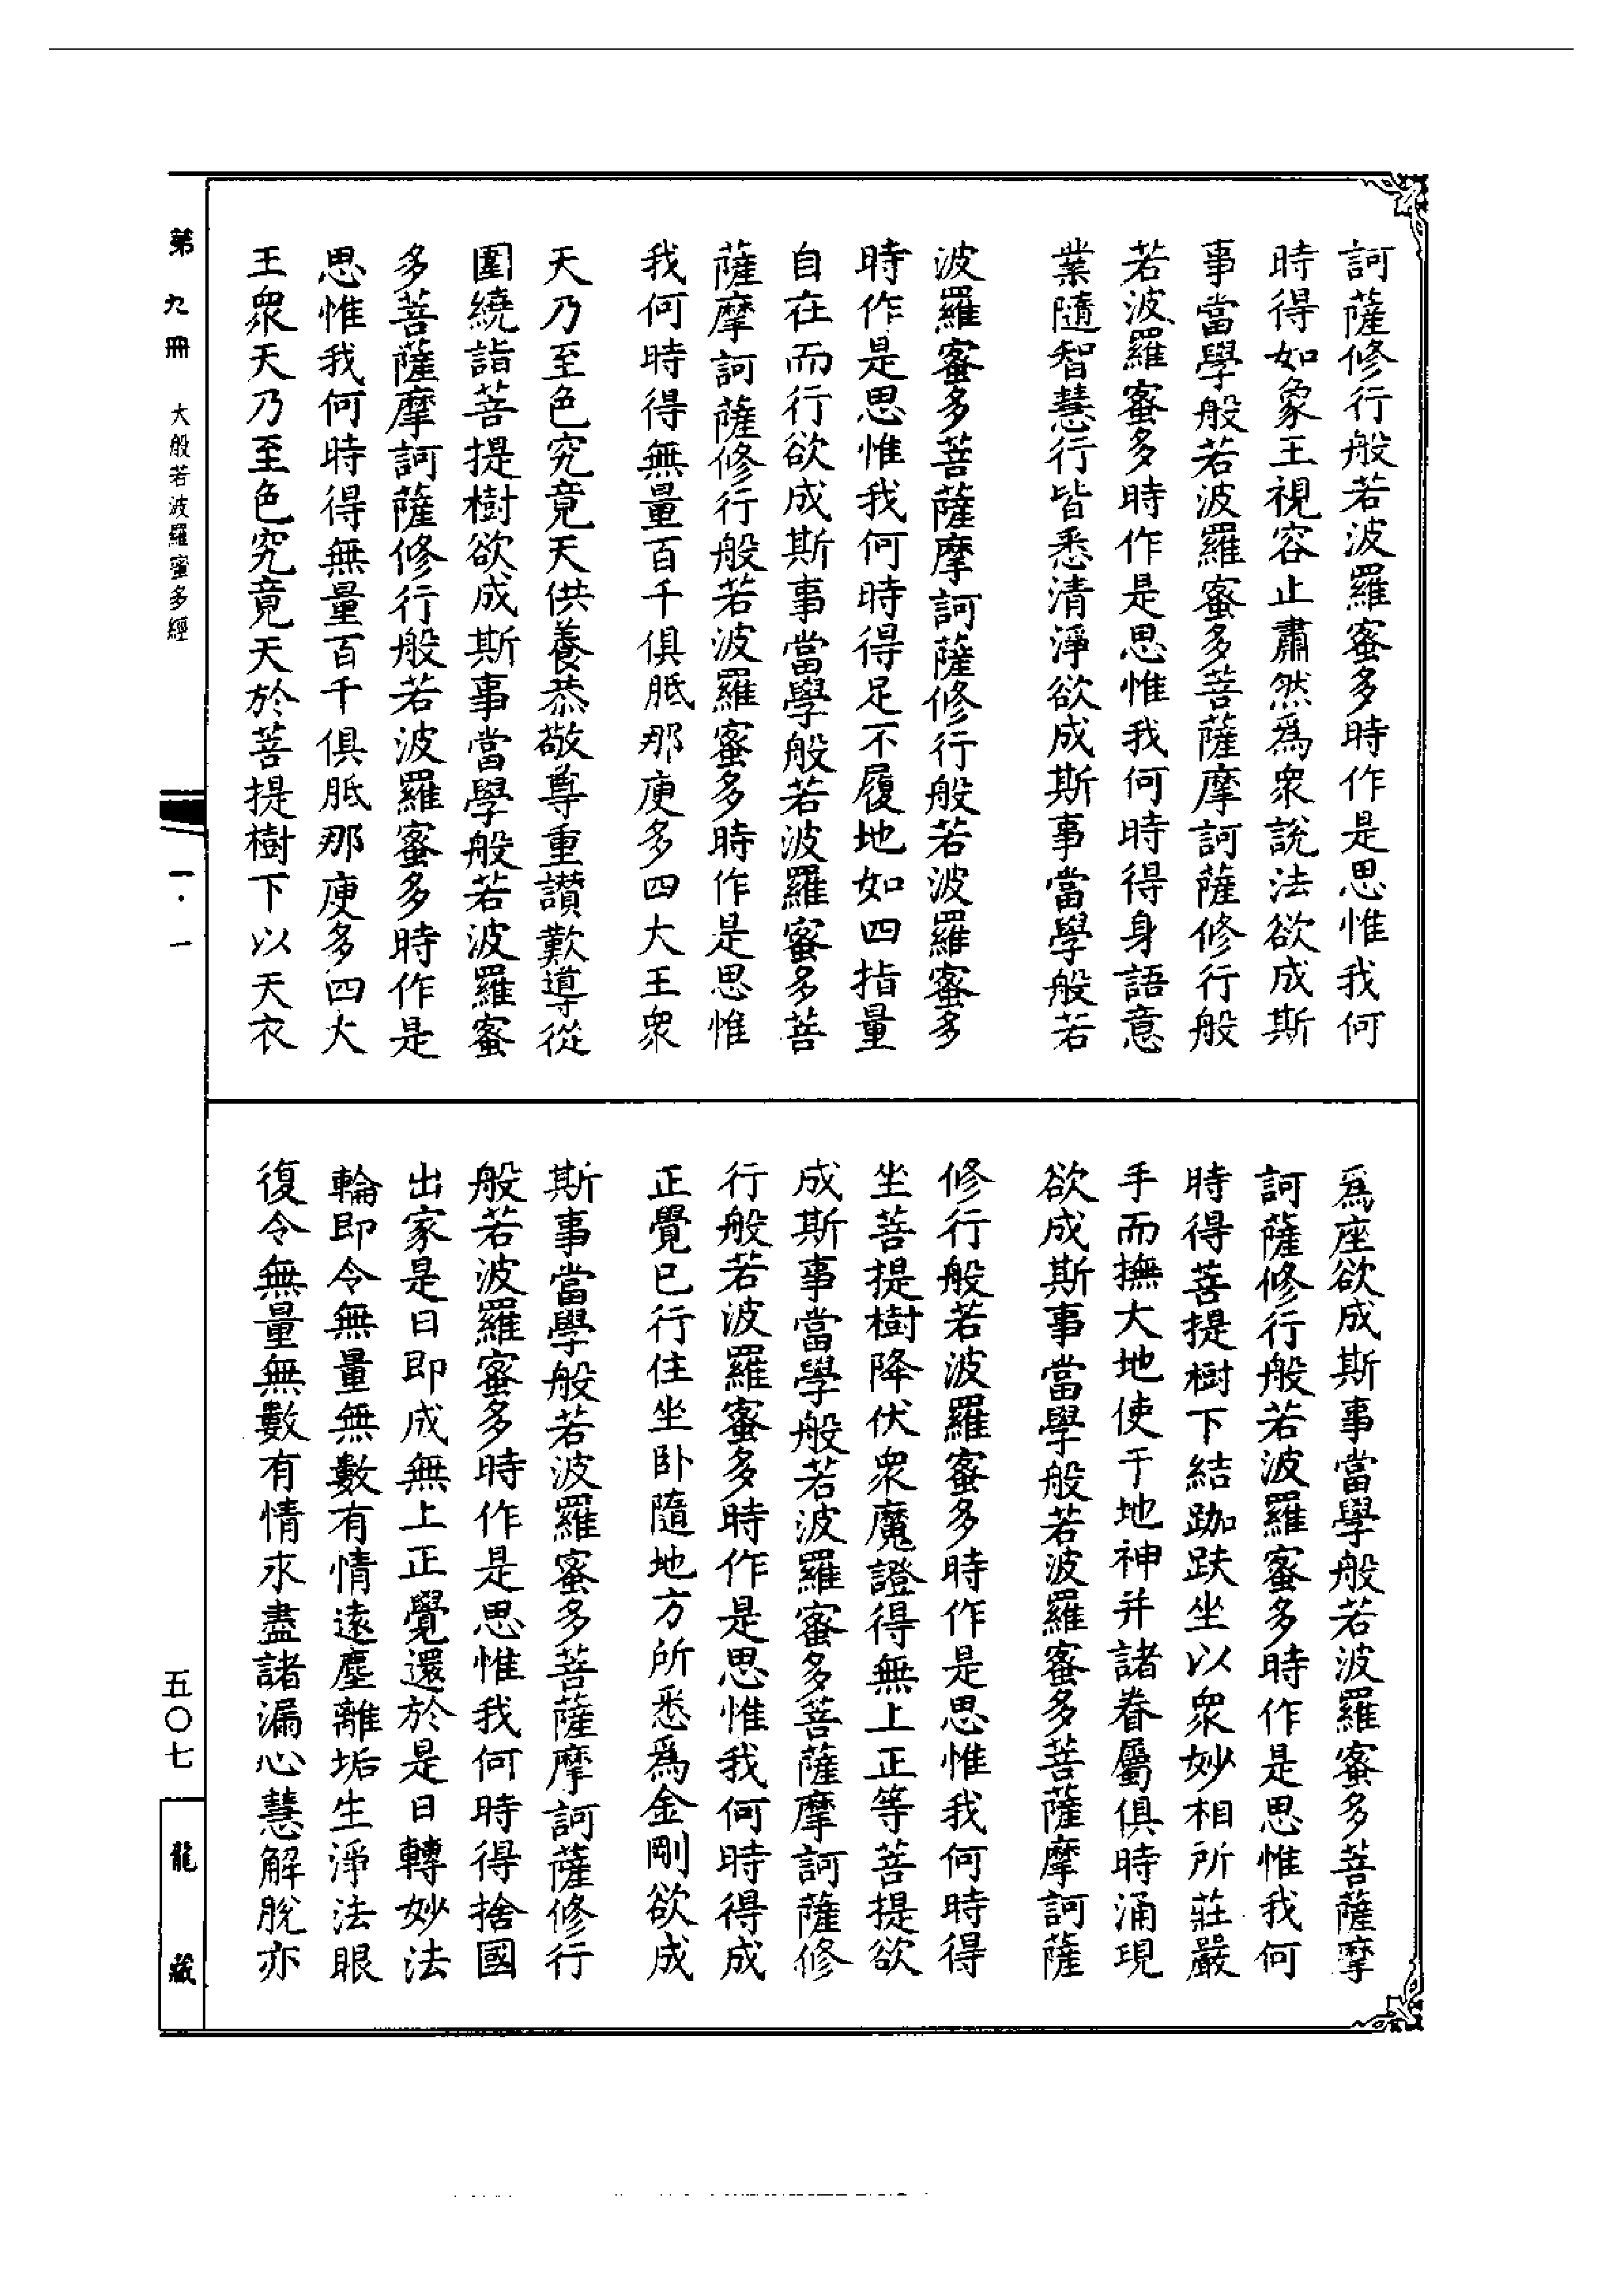 訶薩修行般若波羅蜜多時作是思惟我何
時得如象王視容止肅然爲衆說法欲成斯
事當學般若波羅蜜多菩薩摩訶薩修行般
若波羅蜜多時作是思惟我何時得身語意
業隨智慧行皆悉清淨欲成斯事當學般若
波羅蜜多菩薩摩訶薩修行般若波羅蜜多
時作是思惟我何時得足不履地如四指量
自在而行欲成斯事當學般若波羅蜜多菩
薩摩訶薩修行般若波羅蜜多時作是思惟
我何時得無量百千俱胝那庾多四大王衆
天乃至色究竟天供養恭敬尊重讃歎導從
圍繞詣菩提樹欲成斯事當學般若波羅蜜
多菩薩摩訶薩修行般若波羅蜜多時作是
思惟我何時得無量百千俱胝那庾多四大
王衆天乃至色究竟天於菩提樹下以天衣
爲座欲成斯事當學般若波羅蜜多菩薩摩
訶薩修行般若波羅蜜多時作是思惟我何
時得菩提樹下結跏趺坐以衆妙相所莊嚴
手而撫大地使于地神并諸眷屬俱時涌現
欲成斯事當學般若波羅蜜多菩薩摩訶薩
修行般若波羅蜜多時作是思惟我何時得
坐菩提樹降伏衆魔證得無上正等菩提欲
成斯事當學般若波羅蜜多菩薩摩訶薩修
行般若波羅蜜多時作是思惟我何時得成
正覺已行住坐卧隨地方所悉爲金剛欲成
斯事當學般若波羅蜜多菩薩摩訶薩修行
般若波羅蜜多時作是思惟我何時得捨國
出家是日即成無上正覺還於是日轉妙法
輪即令無量無數有情遠塵離垢生淨法眼
復令無量無數有情永盡諸漏心慧解脫亦
第九冊 大般若波羅蜜多經
一·一
五〇七
龍藏